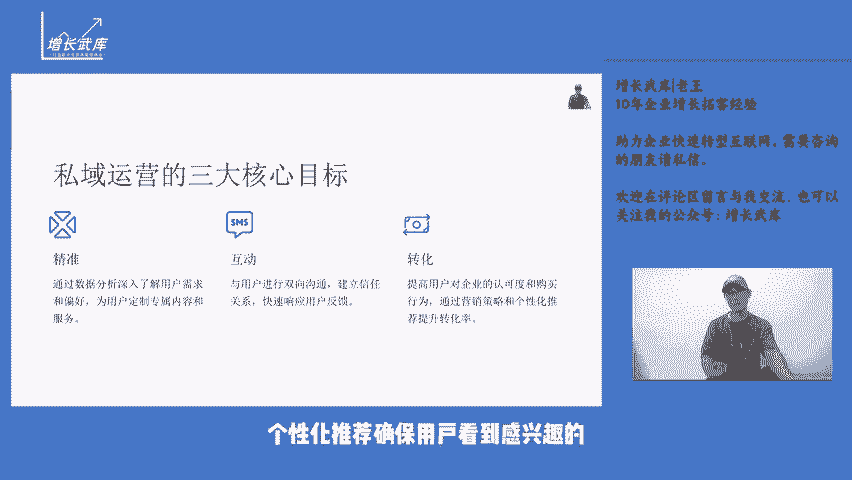 增长武库
私域运营的三大核心目标
SMS
精准
通过数据分析深入了解用户需求
和偏好，为用户定制专属内容和
服务。
互动
与用户进行双向沟通，建立信任
关系，快速响应用户反馈。
转化
提高用户对企业的认可度和购买
行为，通过营销策略和个性化推
荐提升转化率。
增长武库|老王
10年企业增长拓客经验
助力企业快速转型互联网，需要咨询
的朋友请私信。
欢迎在评论区留言与我交流，也可以
关注我的公众号：增长武库
个性化推荐确保用户看到感兴趣的